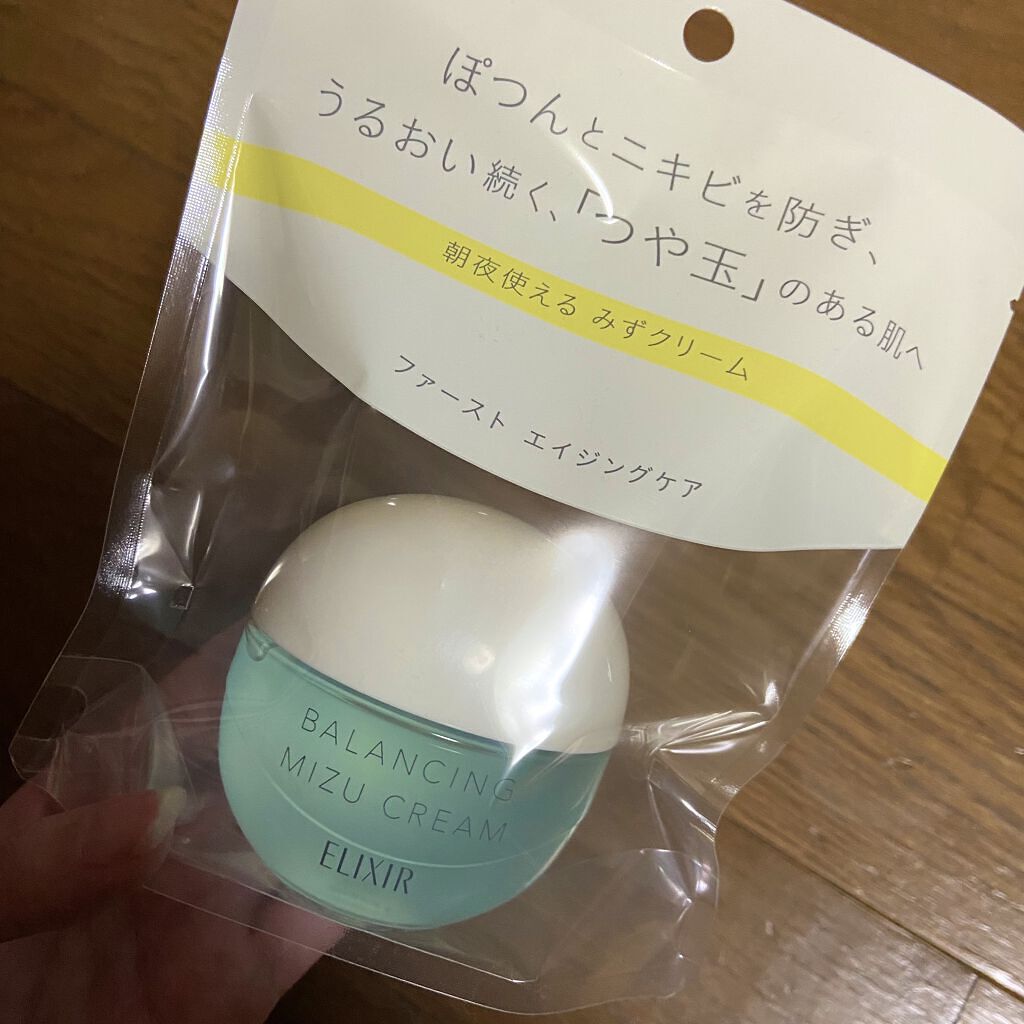 ぽつんとニキビを防ぎ、
うるおい続く、「つや玉」のある肌へ
朝夜使える みずクリーム
ファースト エイジングケア
BALANCING
MIZU CREAM
ELIXIR